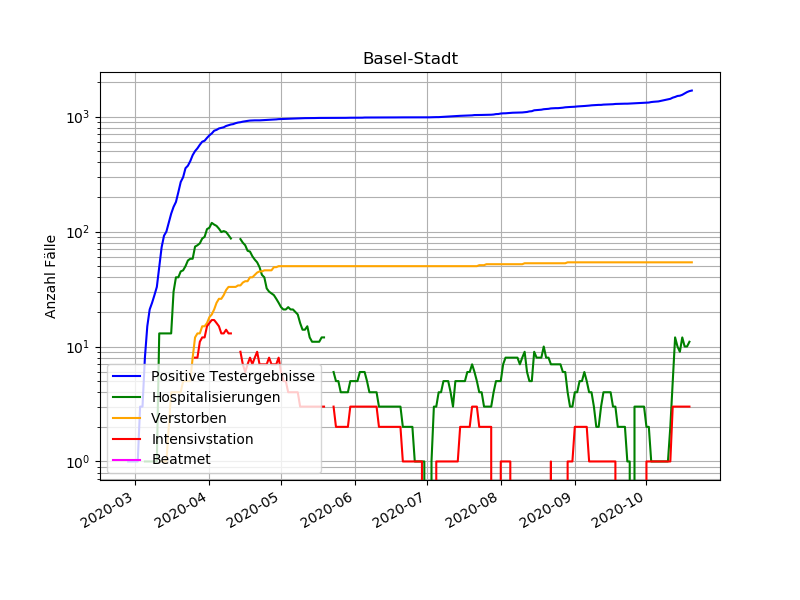 Basel-Stadt
Anzahl Fälle
10³
10²
10¹
10⁰
Positive Testergebnisse
Hospitalisierungen
Verstorben
Intensivstation
Beatmet
2020-03
2020-04
2020-05
2020-06
2020-07
2020-08
2020-09
2020-10